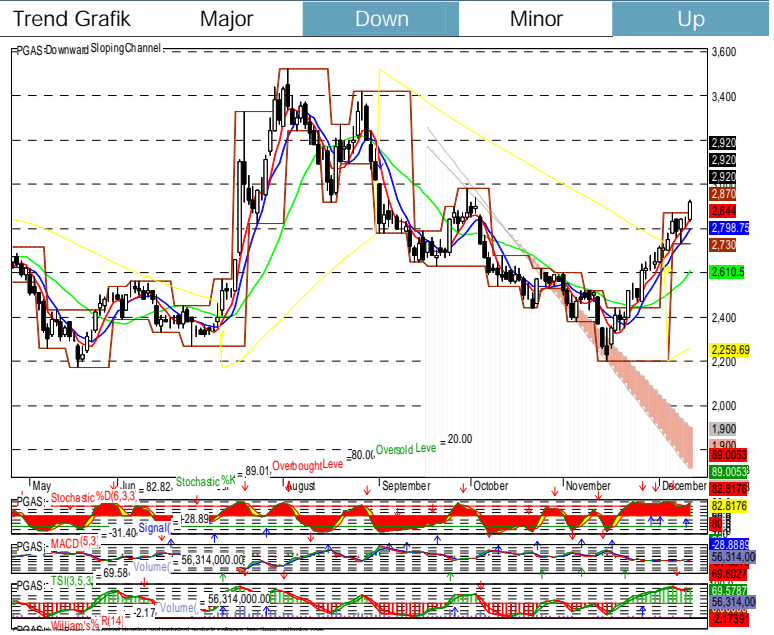 Trend Grafik Major Down Minor Up
PGAS-Downward Sloping Channel
3,600
3,400
2,920
2,920
2,920
2,870
2,844
2,798.75
2,730
2,610.5
2,400
2,259.69
2,200
2,000
1,900
1,900
89.0053
89.0053
= 20.00
Oversold Leve
=80.00
OverboughtLeve
= 89.01,
Stochastic %K
= 82.82,
May Jun August September October November December
82.8176
PGAS- Stochastic %D(6,3,3)
82.8176
=-28.89
Signal(
= -31.40,
-28.8889
PGAS- MACD(5,3)
= 56,314,000.00
56,314,00
Volume(
= 69.58,
69.6027
PGAS- TSI(3,5,3)
69.5787
= 56,314,000.00
56,314,00
Volume(
= -2.17
-2.17391
PGAS- William's% R(14)